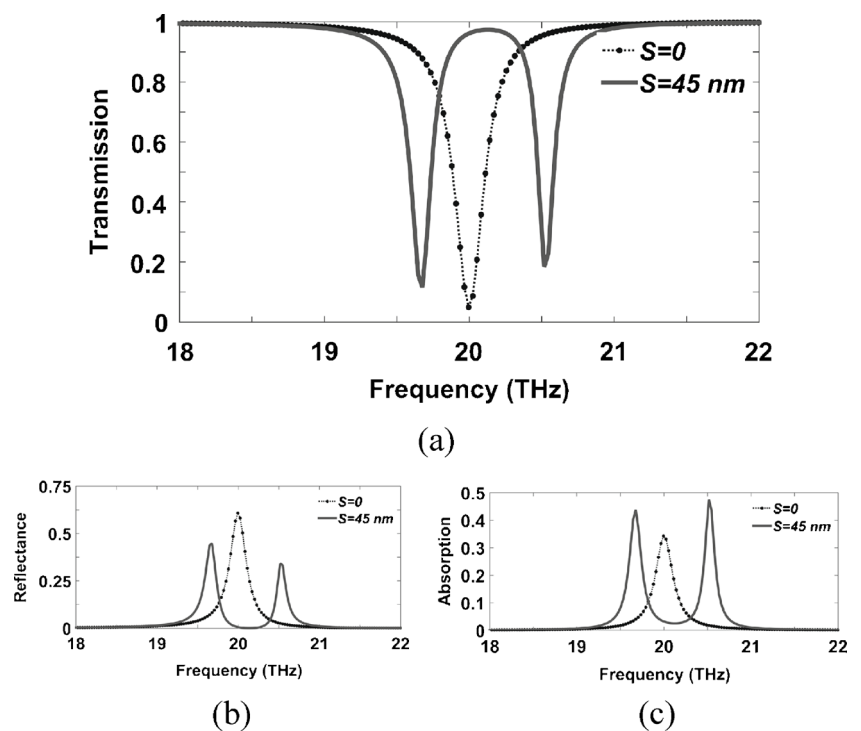 1
0.8
0.6
0.4
0.2
0
Transmission
S=0
S=45 nm
18 19 20 21 22
Frequency (THz)
(a)
0.75
0.5
0.25
0
Reflectance
S=0
S=45 nm
18 19 20 21 22
Frequency (THz)
(b)
0.5
0.4
0.3
0.2
0.1
0
Absorption
S=0
S=45 nm
18 19 20 21 22
Frequency (THz)
(c)